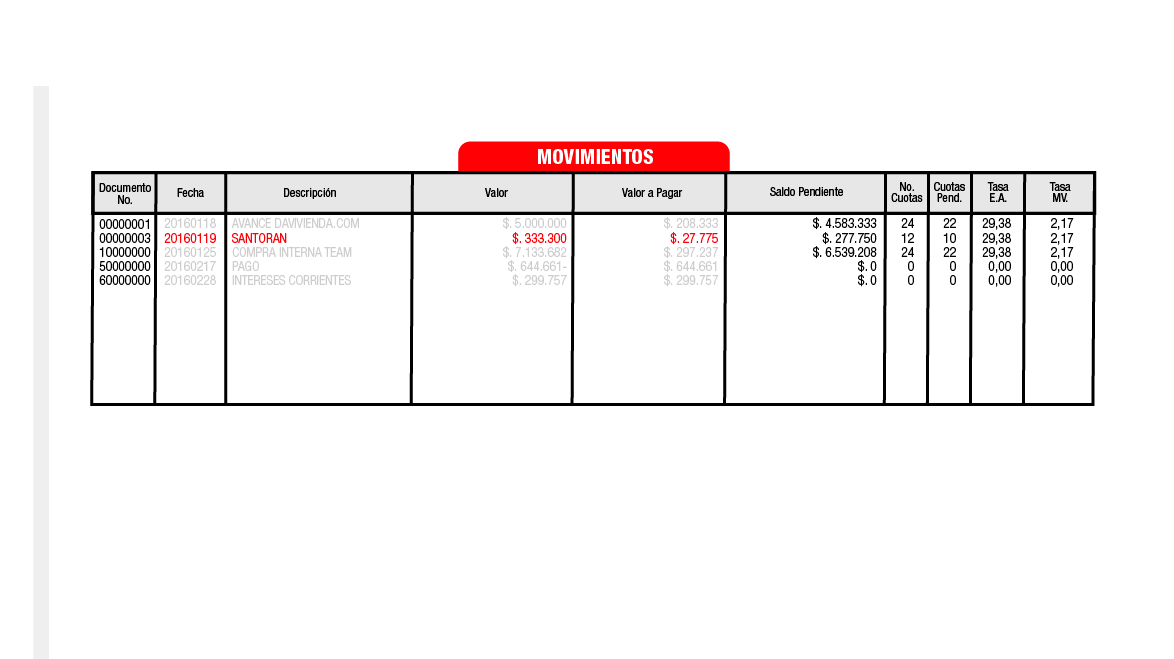 MOVIMIENTOS
Documento No. Fecha Descripción Valor Valor a Pagar Saldo Pendiente No. Cuotas Cuotas Pend. Tasa E.A. Tasa MV.
00000001 20160118 AVANCE DAVIVIENDA.COM $. 5.000.000 $. 208.333 $. 4.583.333 24 22 29,38 2,17
00000003 20160119 SANTORAN $. 333.300 $. 27.775 $. 277.750 12 10 29,38 2,17
10000000 20160125 COMPRA INTERNA TEAM $. 7.133.682 $. 297.237 $. 6.539.208 24 22 29,38 2,17
50000000 20160217 PAGO $. 644.661- $. 644.661 $. 0 0 0 0,00 0,00
60000000 20160228 INTERESES CORRIENTES $. 299.757 $. 299.757 $. 0 0 0 0,00 0,00